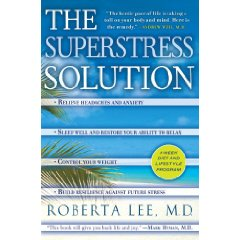 "The hectic pace of life is taking a
toll on your body and mind. Here is
the remedy." —ANDREW WEIL, M.D.
THE
SUPERSTRESS
SOLUTION
• RELIEVE HEADACHES AND ANXIETY
• SLEEP WELL AND RESTORE YOUR ABILITY TO RELAX
• CONTROL YOUR WEIGHT
4-WEEK
DIET AND
LIFESTYLE
PROGRAM
• BUILD RESILIENCE AGAINST FUTURE STRESS
ROBERTA LEE, M.D.
"This book will give you back life and joy." —MARK HYMAN, M.D.